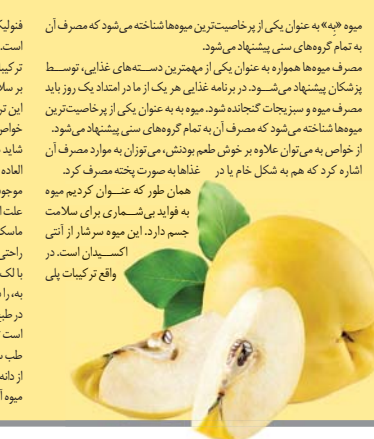 میوه «بِه» به عنوان یکی از پرخاصیت‌ترین میوه‌ها شناخته می‌شود که مصرف آن
به تمام گروه‌های سنی پیشنهاد می‌شود.
مصرف میوه‌ها همواره به عنوان یکی از مهمترین دسته‌های غذایی، توسط
پزشکان پیشنهاد می‌شود. در برنامه غذایی هر یک از ما در امتداد یک روز باید
مصرف میوه و سبزیجات گنجانده شود. میوه به به عنوان یکی از پرخاصیت‌ترین
میوه‌ها شناخته می‌شود که مصرف آن به تمام گروه‌های سنی پیشنهاد می‌شود.
از خواص به می‌توان علاوه بر خوش طعم بودنش، می‌توزان به موارد مصرف آن
اشاره کرد که هم به شکل خام یا در غذاها به صورت پخته مصرف کرد.
همان طور که عنوان کردیم میوه
به فواید بی‌شماری برای سلامت
جسم دارد. این میوه سرشار از آنتی
اکسیدان است. در
واقع ترکیبات پلی
فنولیک
است.
ترکیبا
بر سلا
این تر
خواص
شاید
العاده
موجود
علت ا
ماسک
راحتی
با لک
به، را
در طب
است
طب س
از دانه
میوه آ